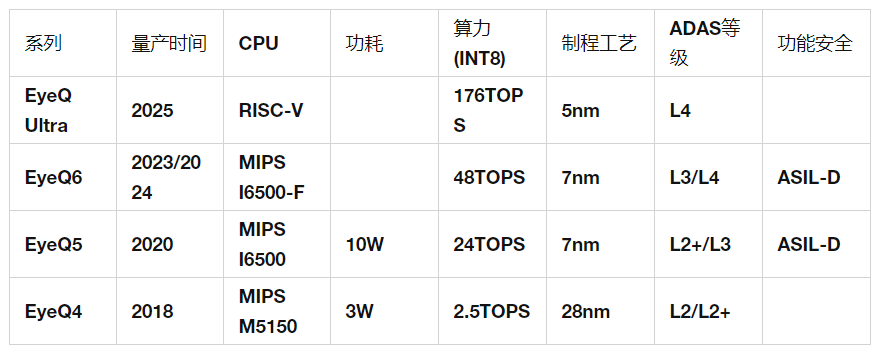 系列 量产时间 CPU 功耗 算力(INT8) 制程工艺 ADAS等级 功能安全
EyeQ Ultra 2025 RISC-V 176TOPS 5nm L4
EyeQ6 2023/2024 MIPS I6500-F 48TOPS 7nm L3/L4 ASIL-D
EyeQ5 2020 MIPS I6500 10W 24TOPS 7nm L2+/L3 ASIL-D
EyeQ4 2018 MIPS M5150 3W 2.5TOPS 28nm L2/L2+